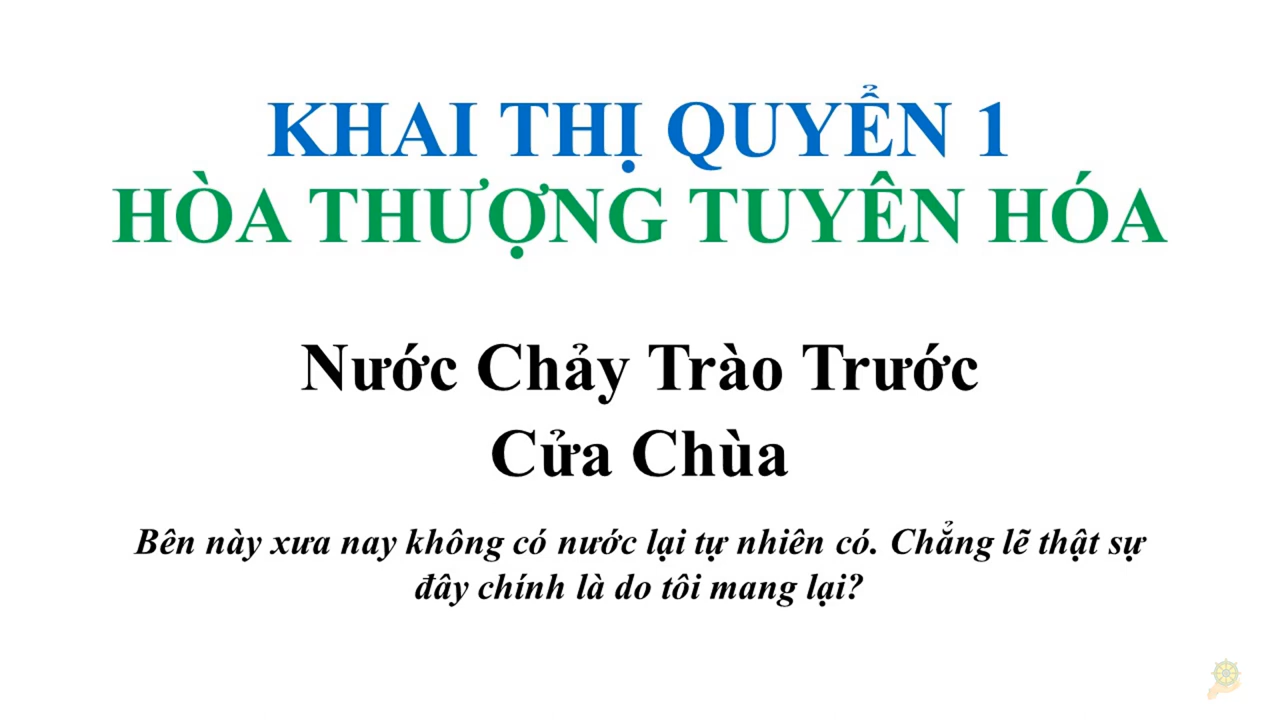 KHAI THỊ QUYỂN 1
HÒA THƯỢNG TUYÊN HÓA
Nước Chảy Trào Trước
Cửa Chùa
Bên này xưa nay không có nước lại tự nhiên có. Chẳng lẽ thật sự
đây chính là do tôi mang lại?